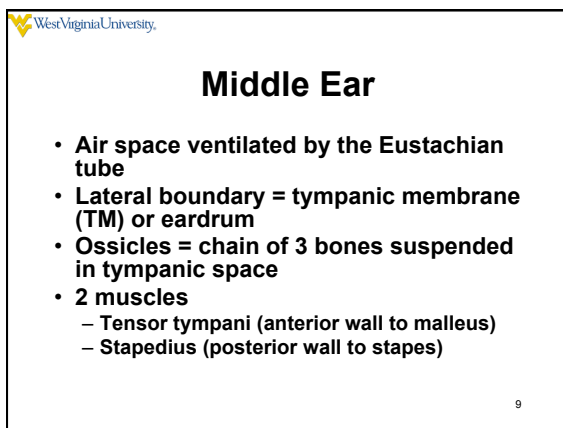 WestVirginiaUniversity,
Middle Ear
• Air space ventilated by the Eustachian
tube
• Lateral boundary = tympanic membrane
(TM) or eardrum
• Ossicles = chain of 3 bones suspended
in tympanic space
• 2 muscles
– Tensor tympani (anterior wall to malleus)
– Stapedius (posterior wall to stapes)
9